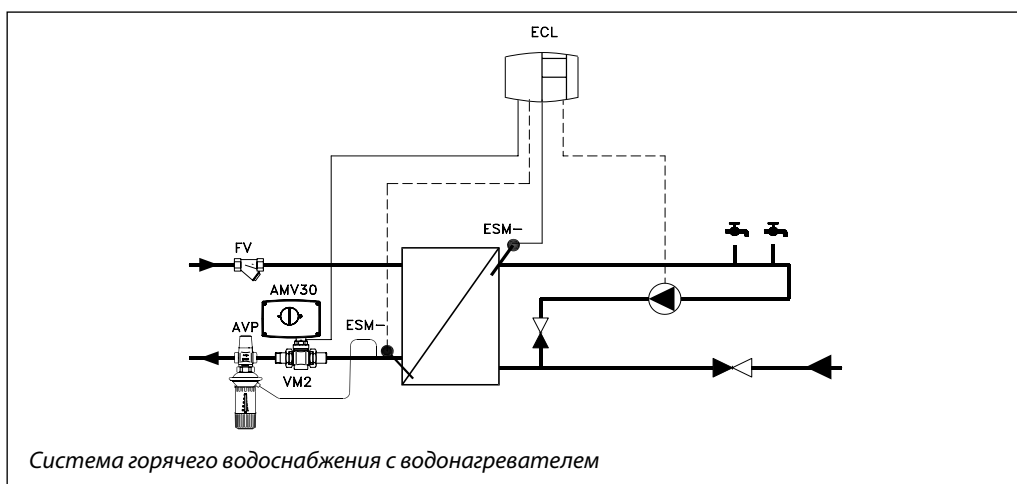 ECL
ESM-
FV
AMV30
ESM-
AVP
VM2
Система горячего водоснабжения с водонагревателем